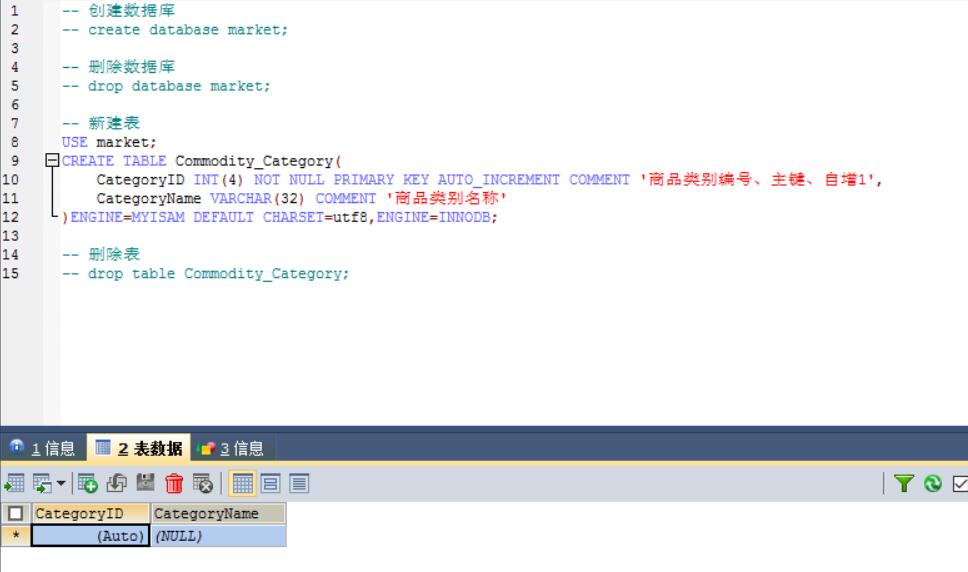 1 -- 创建数据库
2 -- create database market;
3
4 -- 删除数据库
5 -- drop database market;
6
7 -- 新建表
8 USE market;
9 CREATE TABLE Commodity_Category(
10 CategoryID INT(4) NOT NULL PRIMARY KEY AUTO_INCREMENT COMMENT '商品类别编号、主键、自增1',
11 CategoryName VARCHAR(32) COMMENT '商品类别名称'
12 )ENGINE=MYISAM DEFAULT CHARSET=utf8,ENGINE=INNODB;
13
14 -- 删除表
15 -- drop table Commodity_Category;
1 信息 2 表数据 3 信息
CategoryID CategoryName
* (Auto) (NULL)